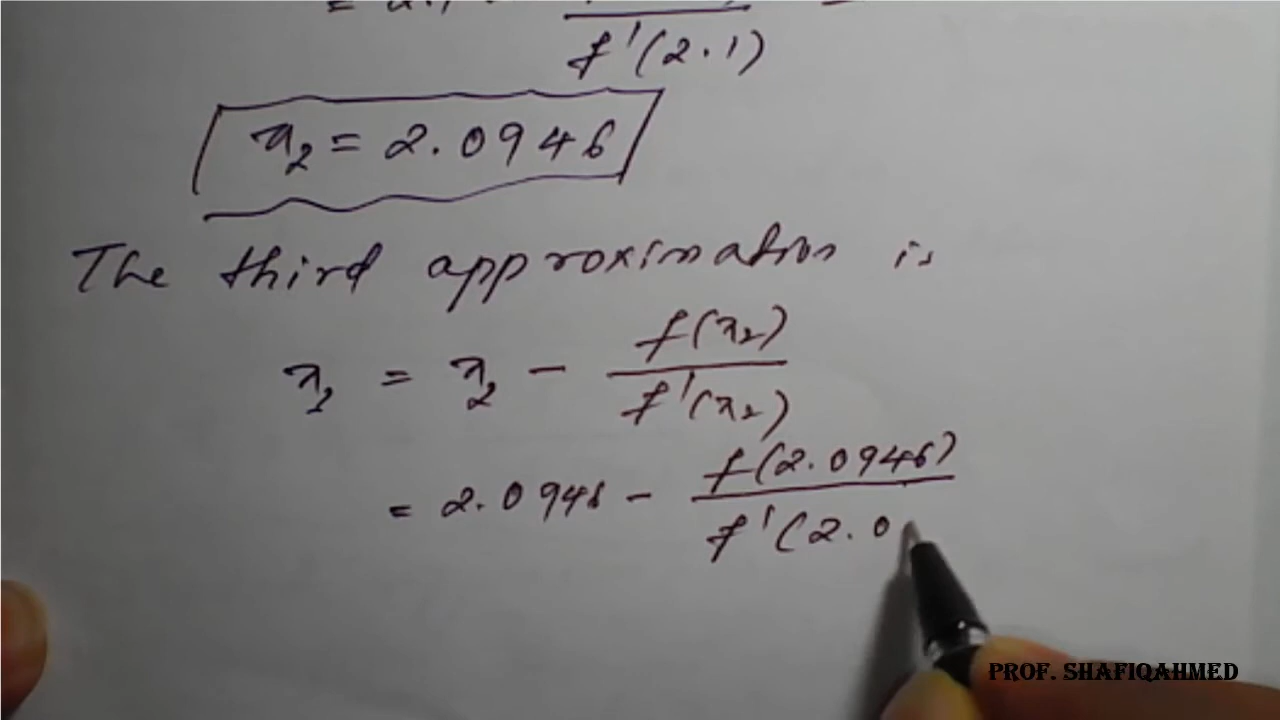 f'(2.1)
x₂ = 2.0946
The third approximation is
x₃ = x₂ - f(x₂) / f'(x₂)
= 2.0946 - f(2.0946) / f'(2.0
PROF. SHAFIQAHMED